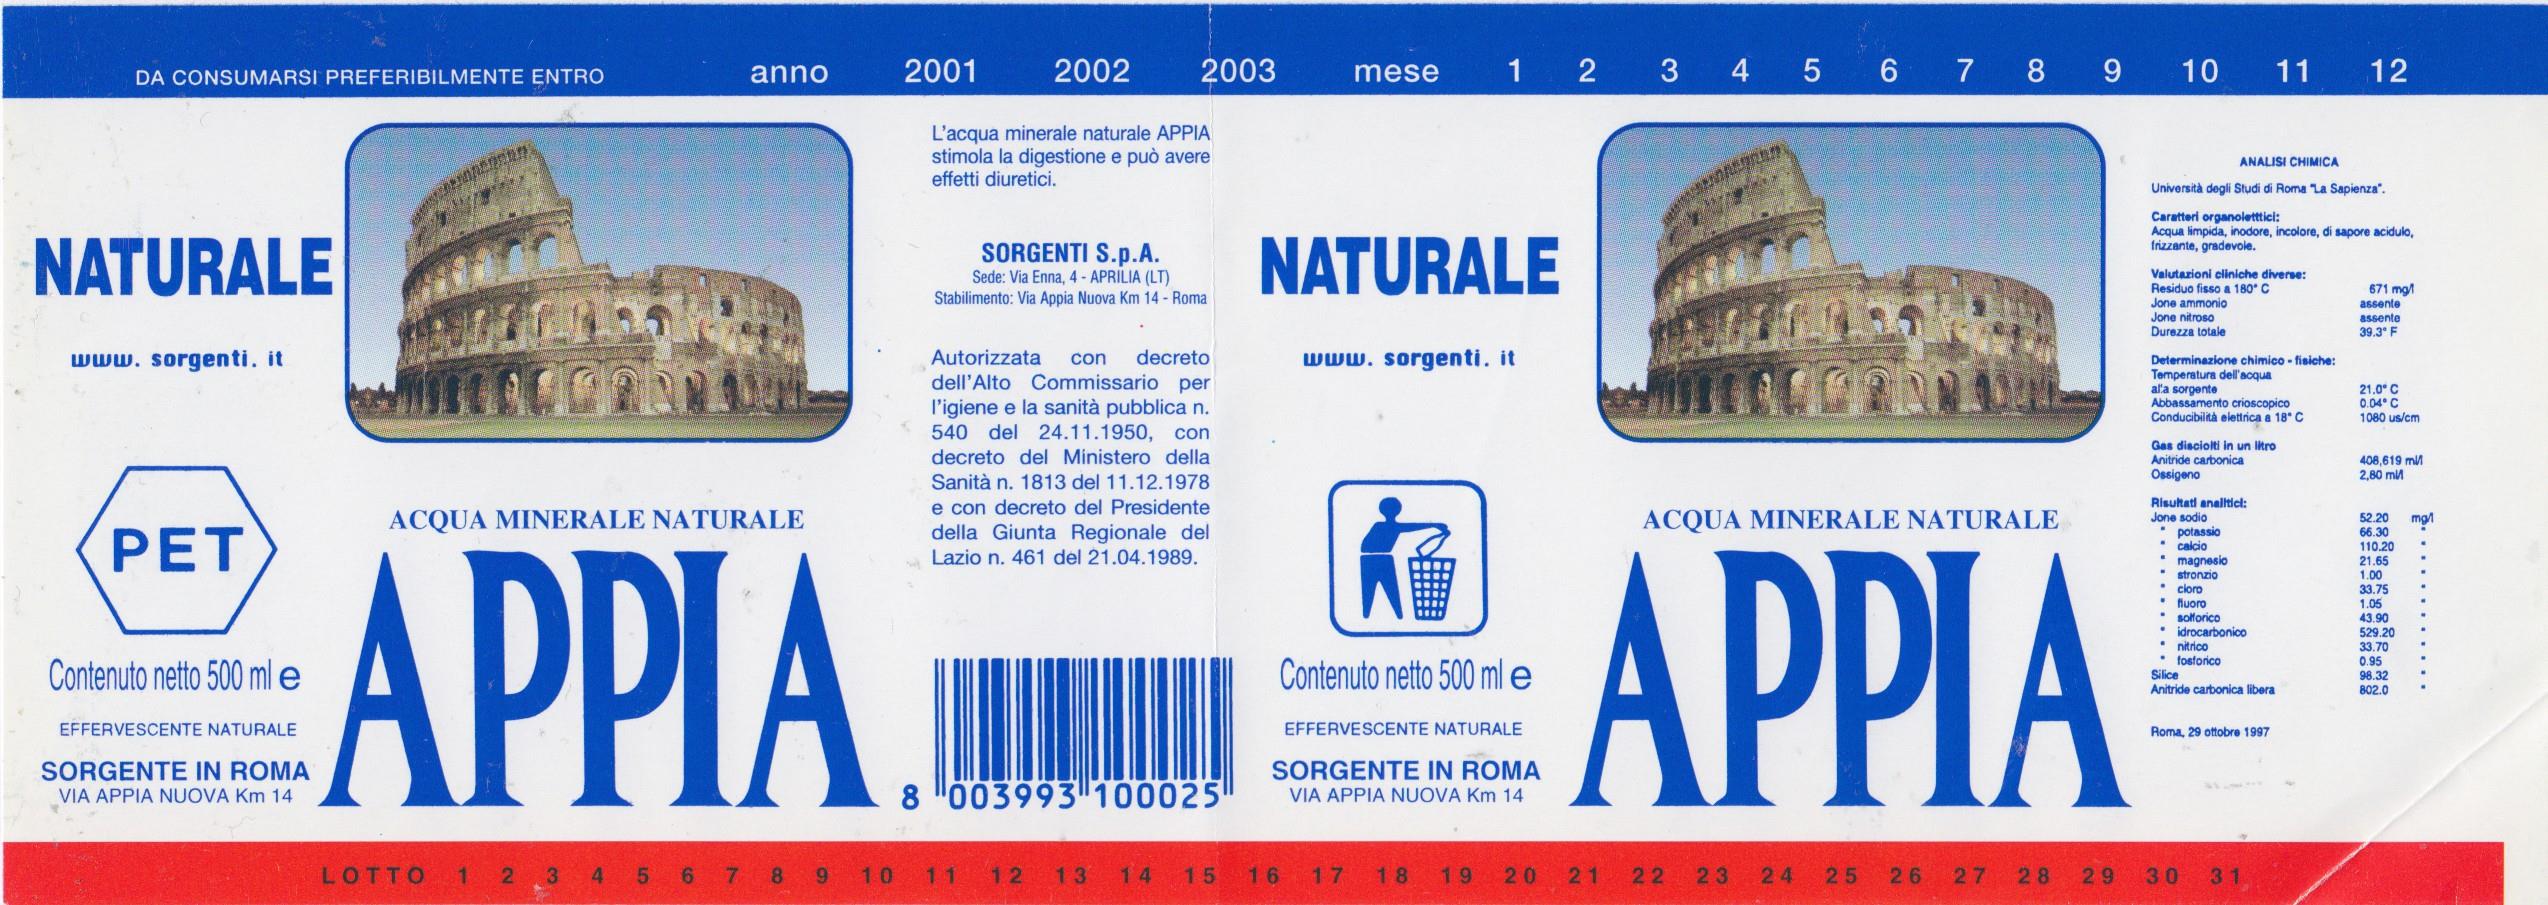 DA CONSUMARSI PREFERIBILMENTE ENTRO anno 2001 2002 2003 mese 1 2 3 4 5 6 7 8 9 10 11 12
NATURALE
www. sorgenti. it
PET
Contenuto netto 500 ml e
EFFERVESCENTE NATURALE
SORGENTE IN ROMA
VIA APPIA NUOVA Km 14
ACQUA MINERALE NATURALE
APPIA
L'acqua minerale naturale APPIA
stimola la digestione e può avere
effetti diuretici.
SORGENTI S.p.A.
Sede: Via Enna, 4 - APRILIA (LT)
Stabilimento: Via Appia Nuova Km 14 - Roma
Autorizzata con decreto
dell'Alto Commissario per
l'igiene e la sanità pubblica n.
540 del 24.11.1950, con
decreto del Ministero della
Sanità n. 1813 del 11.12.1978
e con decreto del Presidente
della Giunta Regionale del
Lazio n. 461 del 21.04.1989.
8 003993 100025
NATURALE
www. sorgenti. it
Contenuto netto 500 ml e
EFFERVESCENTE NATURALE
SORGENTE IN ROMA
VIA APPIA NUOVA Km 14
ACQUA MINERALE NATURALE
APPIA
ANALISI CHIMICA
Università degli Studi di Roma "La Sapienza".
Caratteri organoletttici:
Acqua limpida, inodore, incolore, di sapore acidulo,
frizzante, gradevole.
Valutazioni cliniche diverse:
Residuo fisso a 180° C 671 mg/l
Jone ammonio assente
Jone nitroso assente
Durezza totale 39.3° F
Determinazione chimico - fisiche:
Temperatura dell'acqua
al'a sorgente 21.0° C
Abbassamento crioscopico 0.04° C
Conducibilità elettrica a 18° C 1080 us/cm
Gas disciolti in un litro
Anitride carbonica 408,619 ml/l
Ossigeno 2,80 ml/l
Risultati analitici:
Jone sodio 52.20 mg/l
" potassio 66.30 "
" calcio 110.20 "
" magnesio 21.65 "
" stronzio 1.00 "
" cloro 33.75 "
" fluoro 1.05 "
" solforico 43.90 "
" idrocarbonico 529.20 "
" nitrico 33.70 "
" fosforico 0.95 "
Silice 98.32 "
Anitride carbonica libera 802.0 "
Roma, 29 ottobre 1997
LOTTO 1 2 3 4 5 6 7 8 9 10 11 12 13 14 15 16 17 18 19 20 21 22 23 24 25 26 27 28 29 30 31